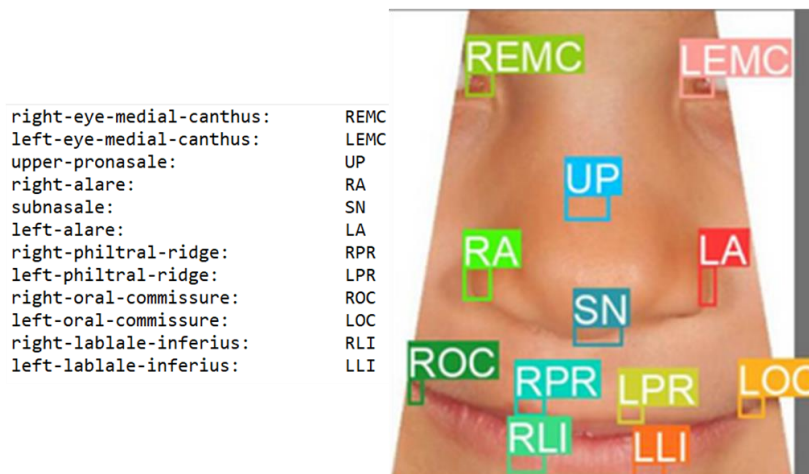 right-eye-medial-canthus: REMC
left-eye-medial-canthus: LEMC
upper-pronasale: UP
right-alare: RA
subnasale: SN
left-alare: LA
right-philtral-ridge: RPR
left-philtral-ridge: LPR
right-oral-commissure: ROC
left-oral-commissure: LOC
right-lablale-inferius: RLI
left-lablale-inferius: LLI
REMC LEMC
UP
RA LA
SN
ROC RPR LPR LOC
RLI LLI